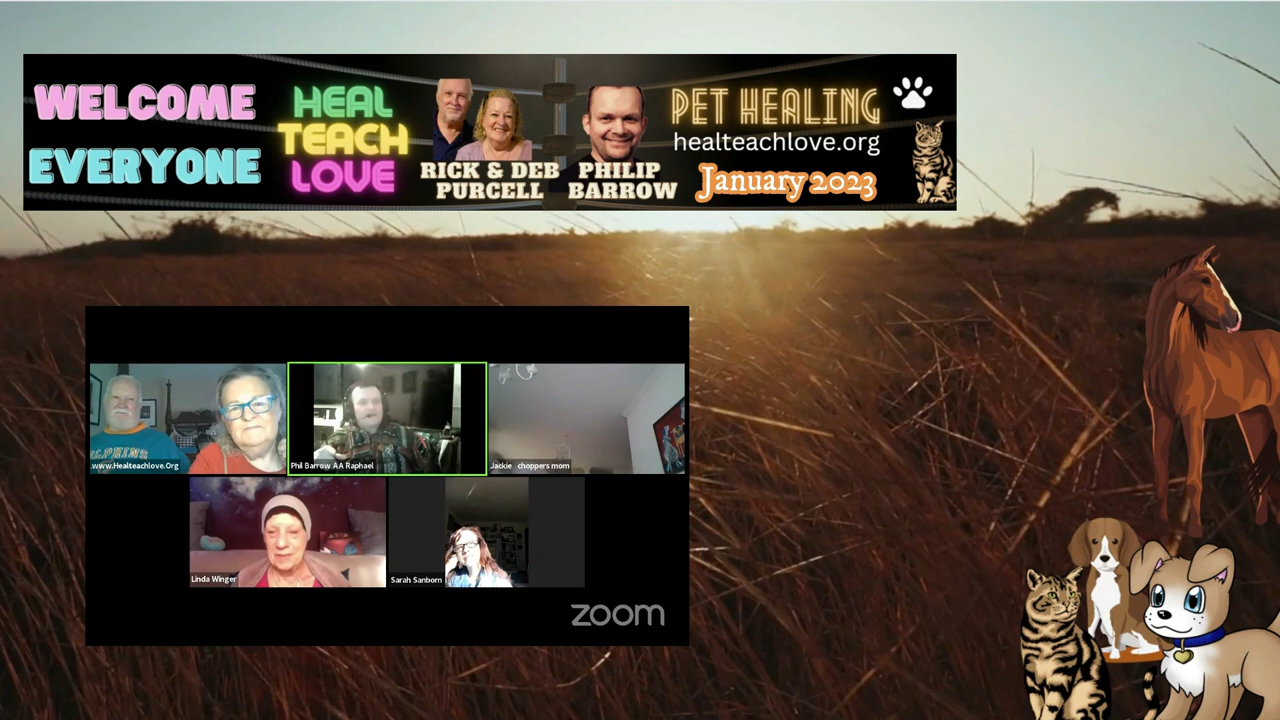 WELCOME
EVERYONE
HEAL
TEACH
LOVE
RICK & DEB
PURCELL
PHILIP
BARROW
PET HEALING
healteachlove.org
January 2023
www.Healteachlove.Org
Phil Barrow AA Raphael
Jackie choppers mom
Linda Winger
Sarah Sanborn
zoom